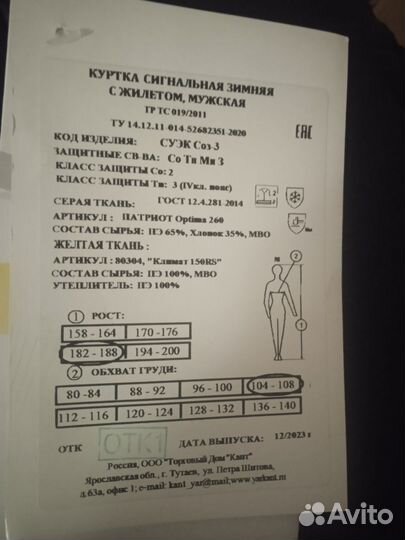 КУРТКА СИГНАЛЬНАЯ ЗИМНЯЯ
С ЖИЛЕТОМ, МУЖСКАЯ
ТР ТС 019/2011
ТУ 14.12.11-014-52682351-2020
EAC
КОД ИЗДЕЛИЯ: СУЭК Соз-3
ЗАЩИТНЫЕ СВ-ВА: Со Тн Ми З
КЛАСС ЗАЩИТЫ Со: 2
КЛАСС ЗАЩИТЫ Тн: 3 (IVкл. пояс)
СЕРАЯ ТКАНЬ: ГОСТ 12.4.281-2014
АРТИКУЛ : ПАТРИОТ Optima 260
СОСТАВ СЫРЬЯ: ПЭ 65%, Хлопок 35%, МВО
ЖЕЛТАЯ ТКАНЬ :
АРТИКУЛ : 80304, "Климат 150RS"
СОСТАВ СЫРЬЯ: ПЭ 100%, МВО
УТЕПЛИТЕЛЬ: ПЭ 100%
1 РОСТ:
158 - 164 170 -176
182 - 188 194 - 200
2 ОБХВАТ ГРУДИ:
80 -84 88 - 92 96 - 100 104 - 108
112 - 116 120 - 124 128 - 132 136 - 140
2
1
ОТК ОТК1 ДАТА ВЫПУСКА: 12/2023 г
Россия, ООО "Торговый Дом "Кант"
Ярославская обл., г. Тутаев, ул. Петра Шитова,
д.63а, офис 1; e-mail: kant_yar@mail;www.yarkant.ru
Avito